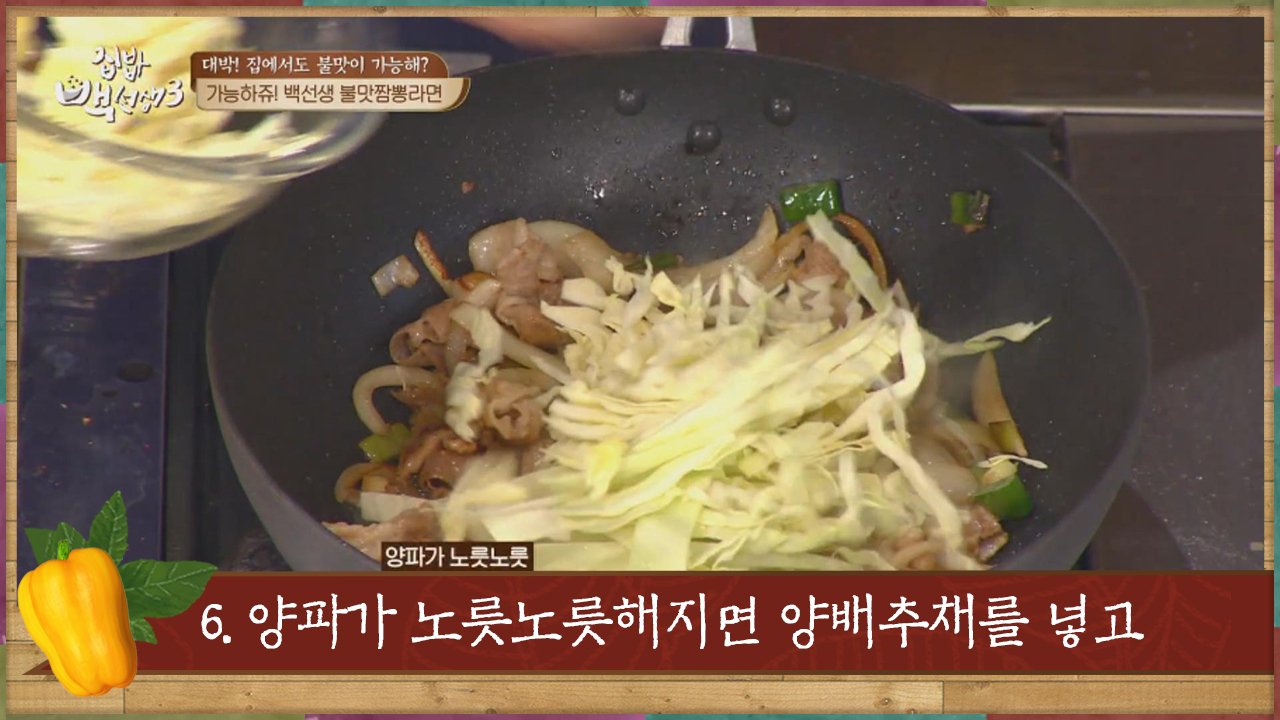 집밥
백선생3
대박! 집에서도 불맛이 가능해?
가능하쥬! 백선생 불맛짬뽕라면
양파가 노릇노릇
6. 양파가 노릇노릇해지면 양배추채를 넣고